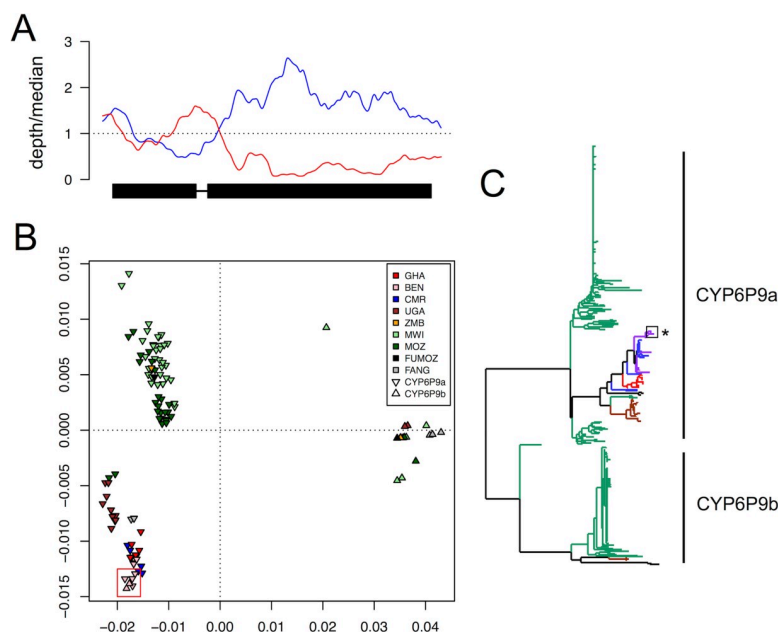 A
3
2
1
0
depth/median
B
0.015
0.010
0.005
0.000
−0.005
−0.010
−0.015
−0.02
−0.01
0.00
0.01
0.02
0.03
0.04
GHA
BEN
CMR
UGA
ZMB
MWI
MOZ
FUMOZ
FANG
CYP6P9a
CYP6P9b
C
CYP6P9a
*
CYP6P9b